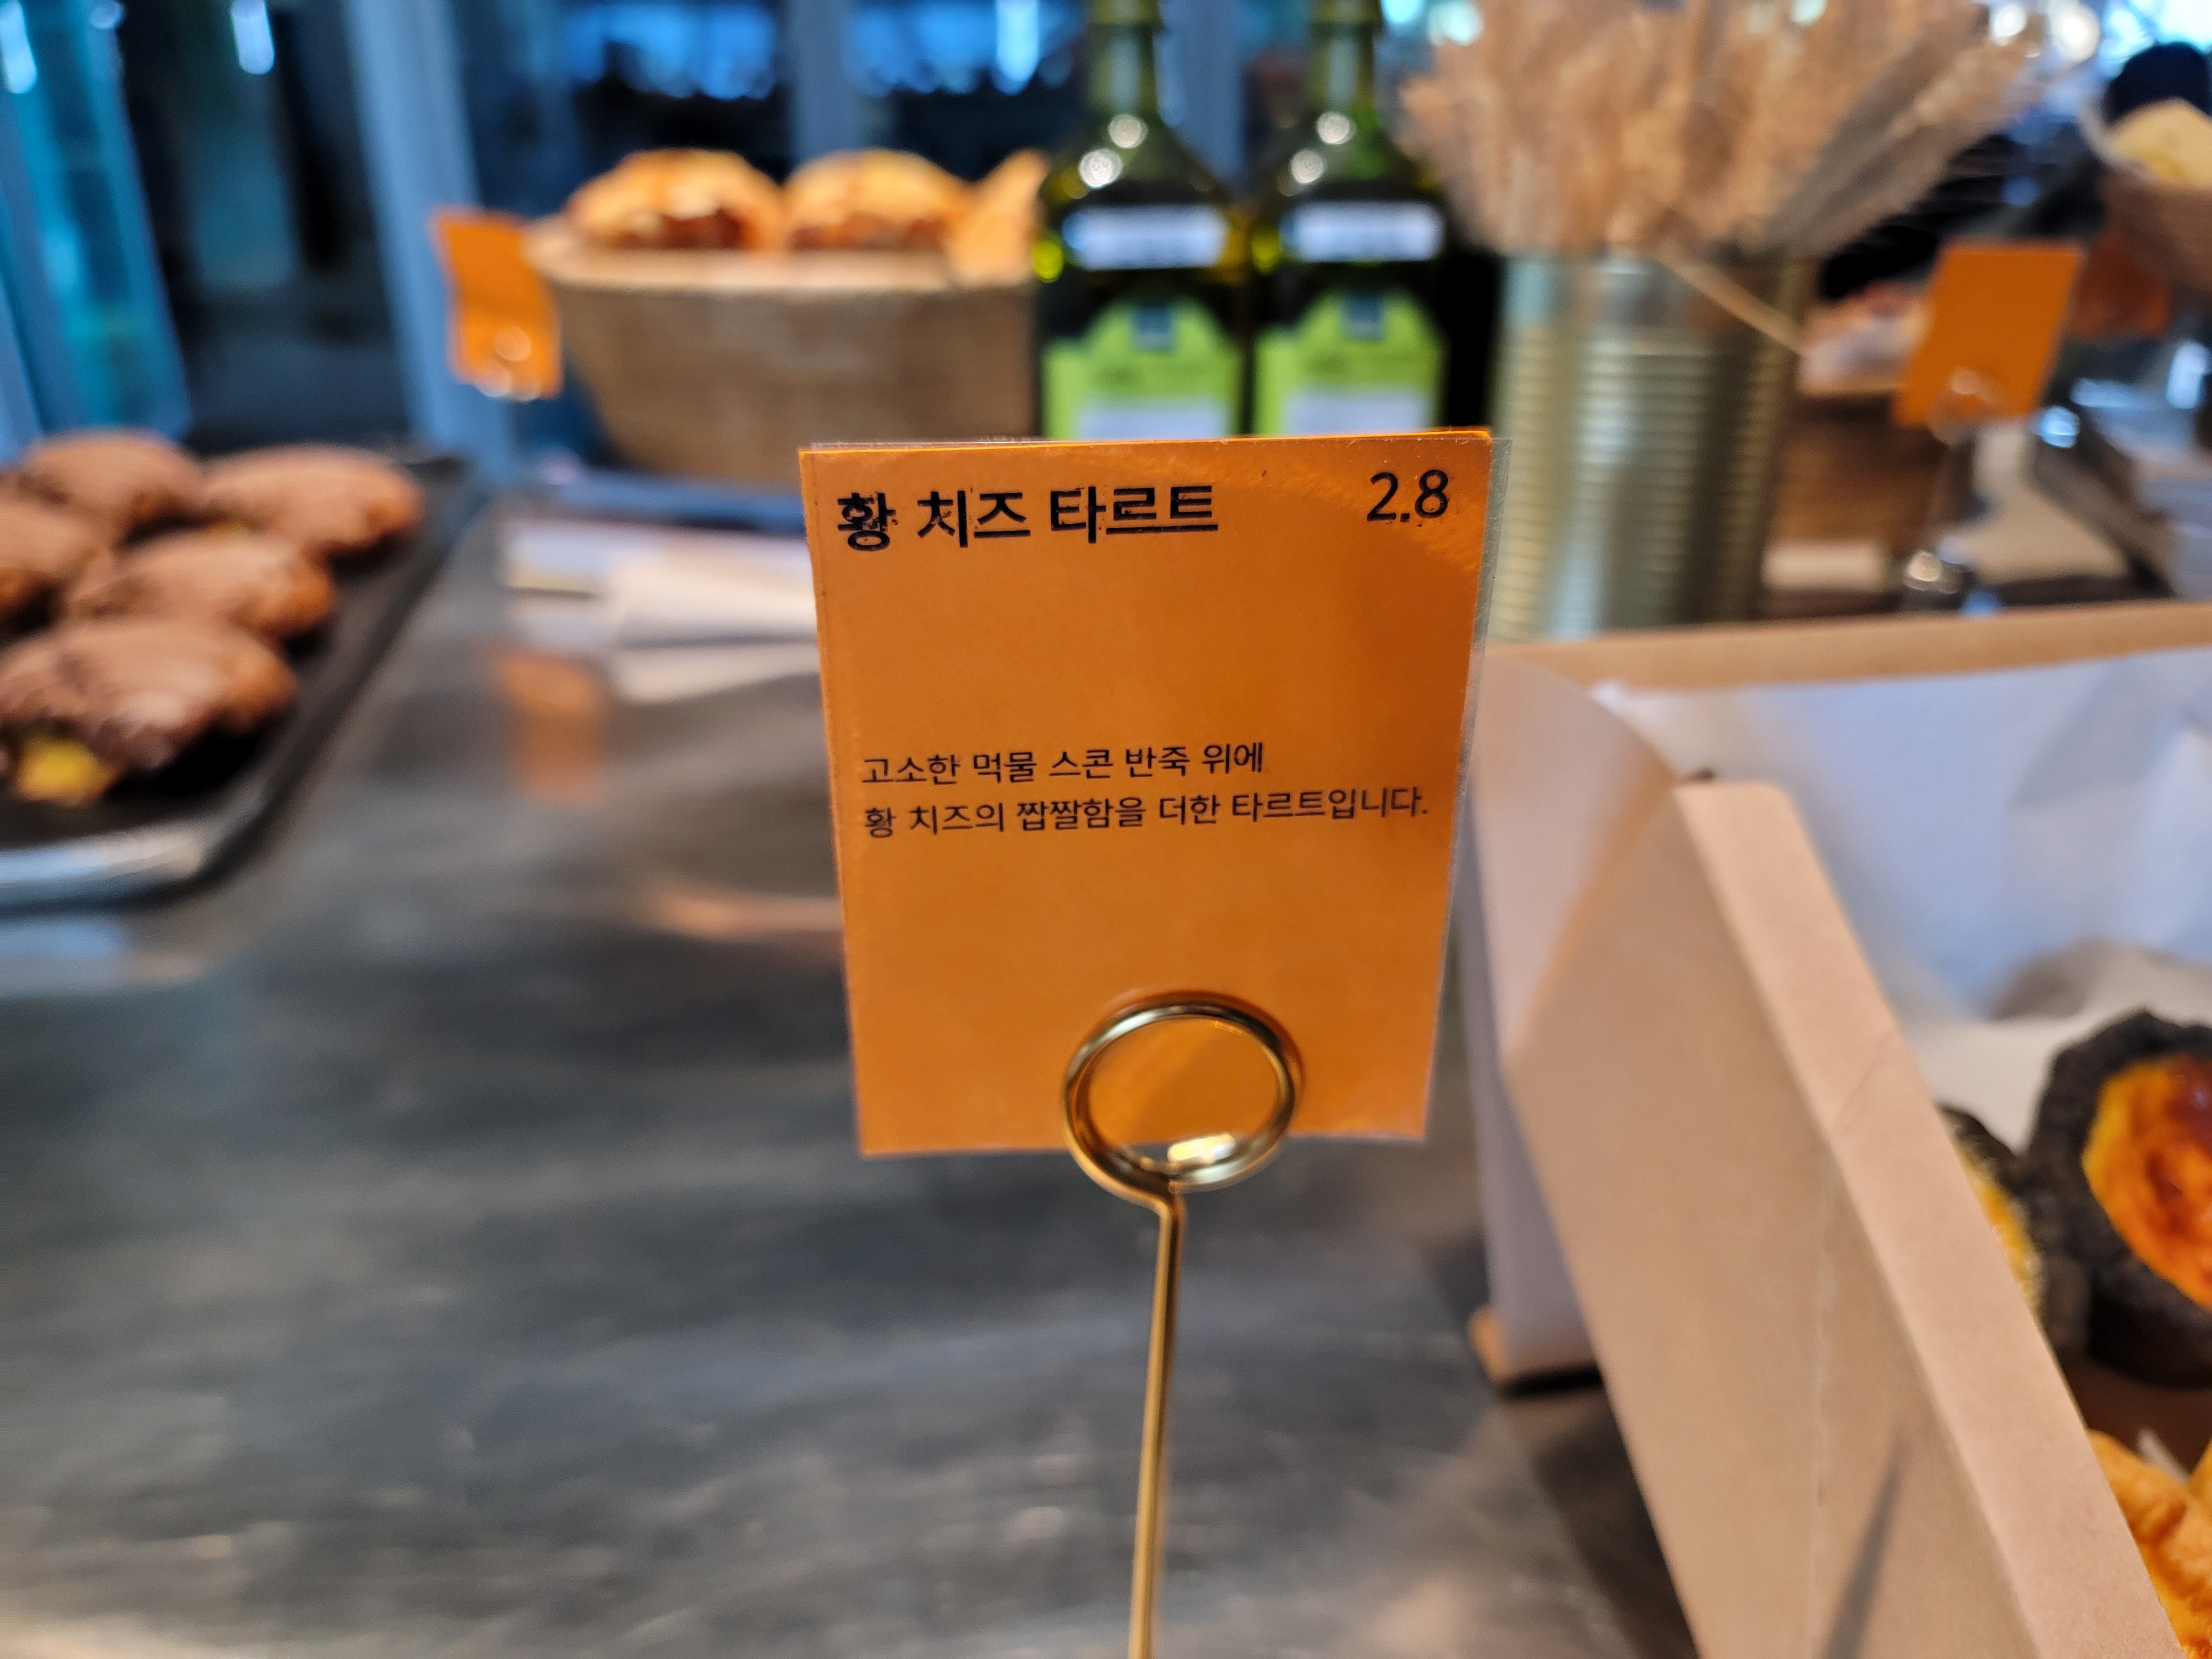 황 치즈 타르트 2.8
고소한 먹물 스콘 반죽 위에
황 치즈의 짭짤함을 더한 타르트입니다.